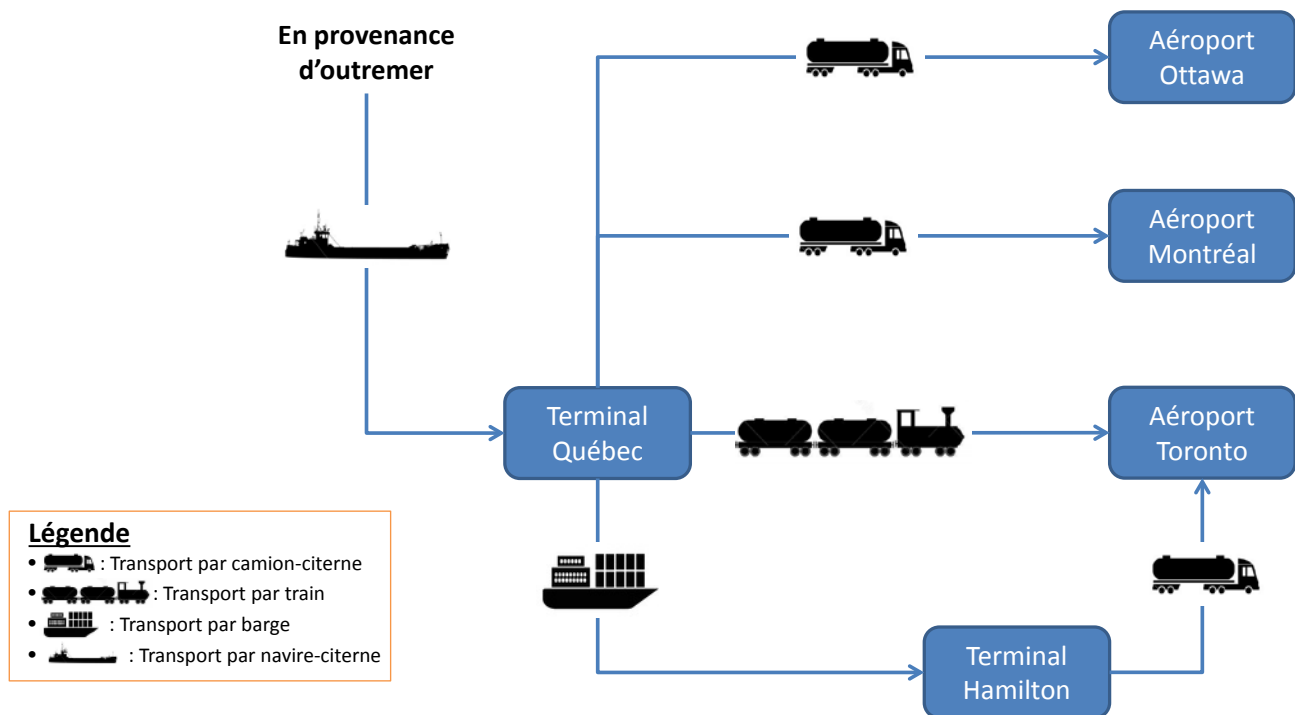 En provenance
d’outremer
Aéroport
Ottawa
Aéroport
Montréal
Terminal
Québec
Aéroport
Toronto
Légende
• : Transport par camion-citerne
• : Transport par train
• : Transport par barge
• : Transport par navire-citerne
Terminal
Hamilton